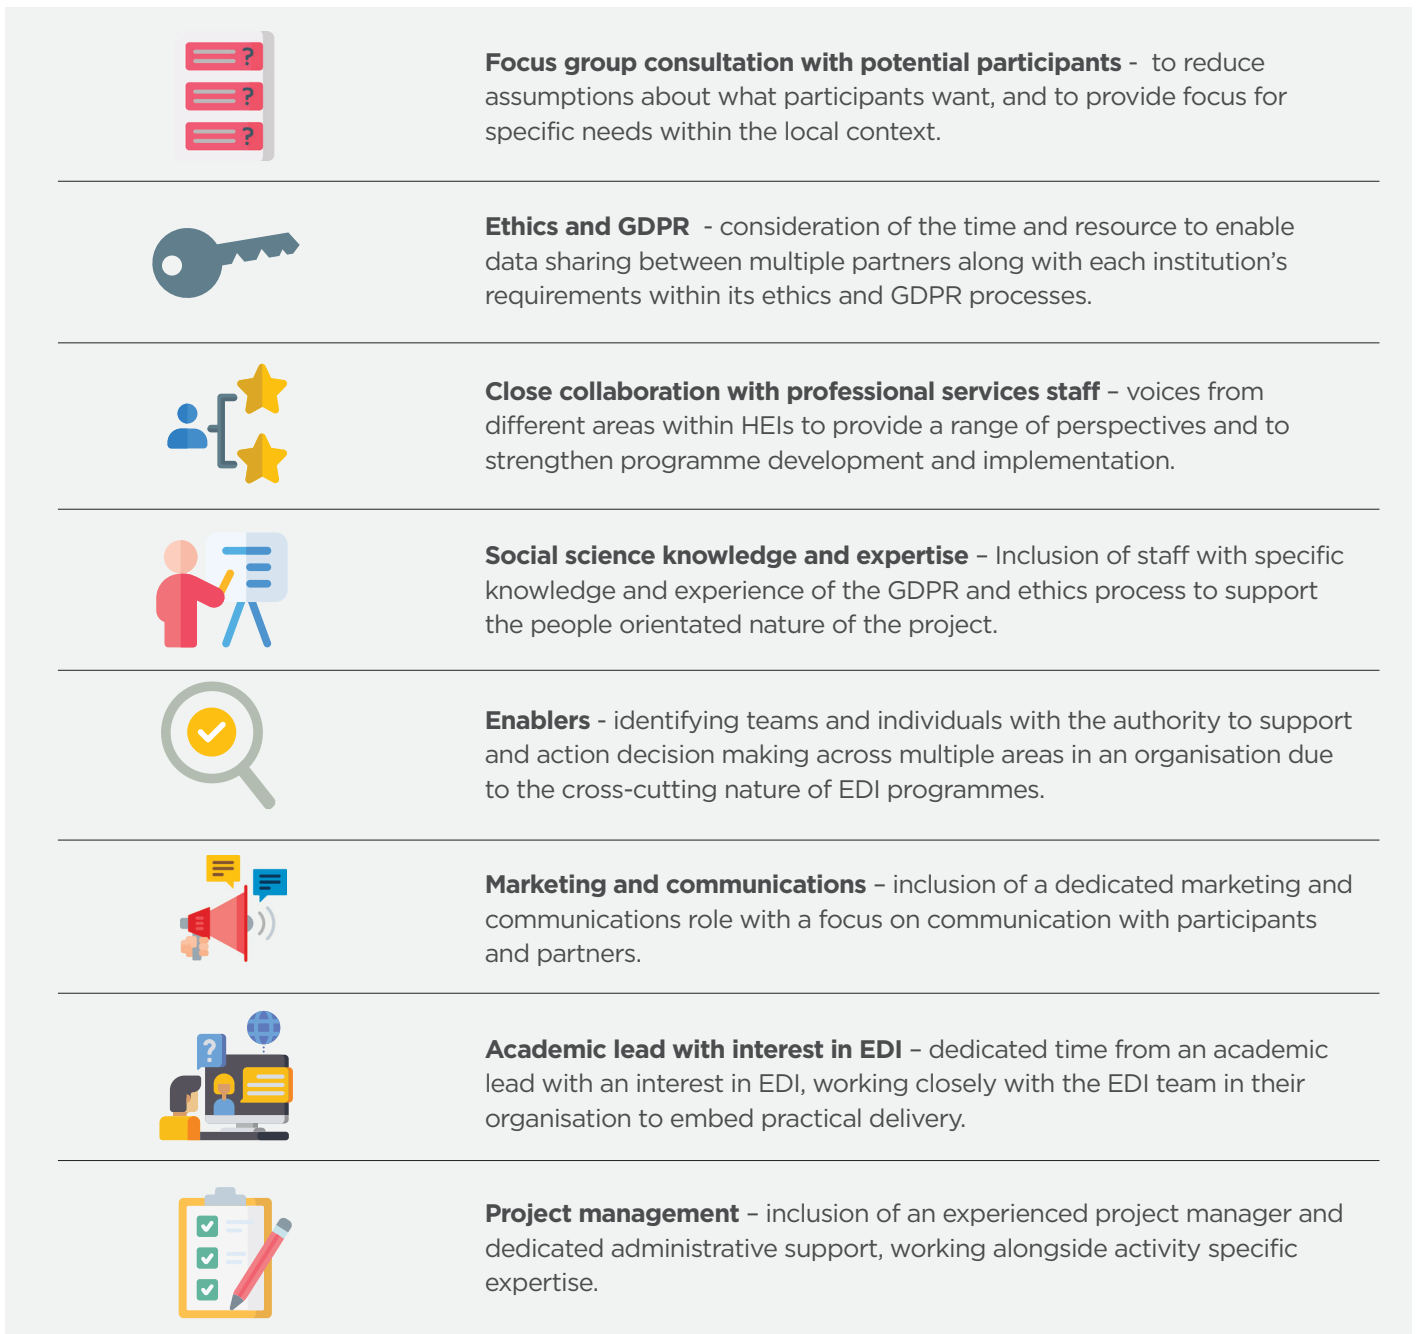 ?
?
?
Focus group consultation with potential participants - to reduce
assumptions about what participants want, and to provide focus for
specific needs within the local context.
Ethics and GDPR - consideration of the time and resource to enable
data sharing between multiple partners along with each institution’s
requirements within its ethics and GDPR processes.
Close collaboration with professional services staff – voices from
different areas within HEIs to provide a range of perspectives and to
strengthen programme development and implementation.
Social science knowledge and expertise – Inclusion of staff with specific
knowledge and experience of the GDPR and ethics process to support
the people orientated nature of the project.
Enablers - identifying teams and individuals with the authority to support
and action decision making across multiple areas in an organisation due
to the cross-cutting nature of EDI programmes.
Marketing and communications – inclusion of a dedicated marketing and
communications role with a focus on communication with participants
and partners.
?
Academic lead with interest in EDI – dedicated time from an academic
lead with an interest in EDI, working closely with the EDI team in their
organisation to embed practical delivery.
Project management – inclusion of an experienced project manager and
dedicated administrative support, working alongside activity specific
expertise.